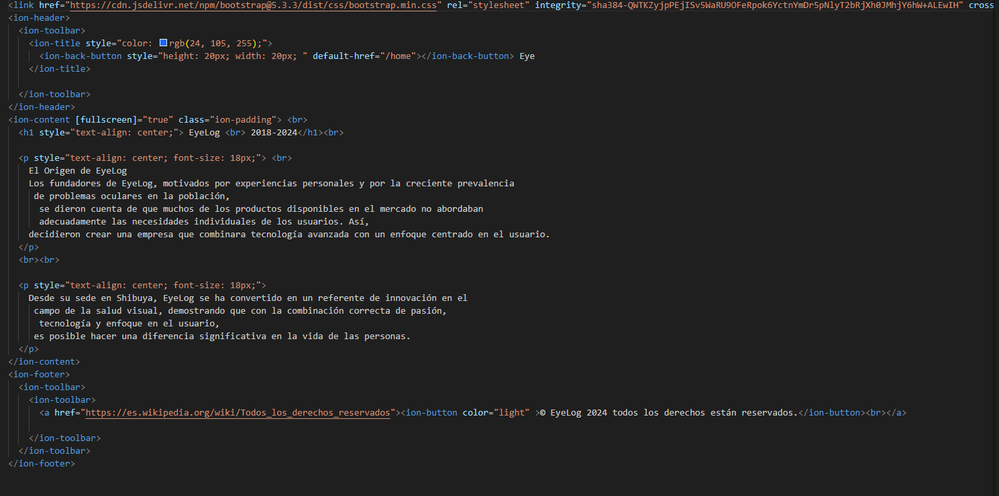 <link href="https://cdn.jsdelivr.net/npm/bootstrap@5.3.3/dist/css/bootstrap.min.css" rel="stylesheet" integrity="sha384-QWTKZyjpPEjISv5WaRU9OFeRpok6YctnYmDr5pNlyT2bRjXh0JMhjY6hW+ALEwIH" cross
<ion-header>
<ion-toolbar>
<ion-title style="color: rgb(24, 105, 255);">
<ion-back-button style="height: 20px; width: 20px; " default-href="/home"></ion-back-button> Eye
</ion-title>
</ion-toolbar>
</ion-header>
<ion-content [fullscreen]="true" class="ion-padding"> <br>
<h1 style="text-align: center;"> EyeLog <br> 2018-2024</h1><br>
<p style="text-align: center; font-size: 18px;"> <br>
El Origen de EyeLog
Los fundadores de EyeLog, motivados por experiencias personales y por la creciente prevalencia
de problemas oculares en la población,
se dieron cuenta de que muchos de los productos disponibles en el mercado no abordaban
adecuadamente las necesidades individuales de los usuarios. Así,
decidieron crear una empresa que combinara tecnología avanzada con un enfoque centrado en el usuario.
</p>
<br><br>
<p style="text-align: center; font-size: 18px;">
Desde su sede en Shibuya, EyeLog se ha convertido en un referente de innovación en el
campo de la salud visual, demostrando que con la combinación correcta de pasión,
tecnología y enfoque en el usuario,
es posible hacer una diferencia significativa en la vida de las personas.
</p>
</ion-content>
<ion-footer>
<ion-toolbar>
<ion-toolbar>
<a href="https://es.wikipedia.org/wiki/Todos_los_derechos_reservados"><ion-button color="light" >© EyeLog 2024 todos los derechos están reservados.</ion-button><br></a>
</ion-toolbar>
</ion-toolbar>
</ion-footer>